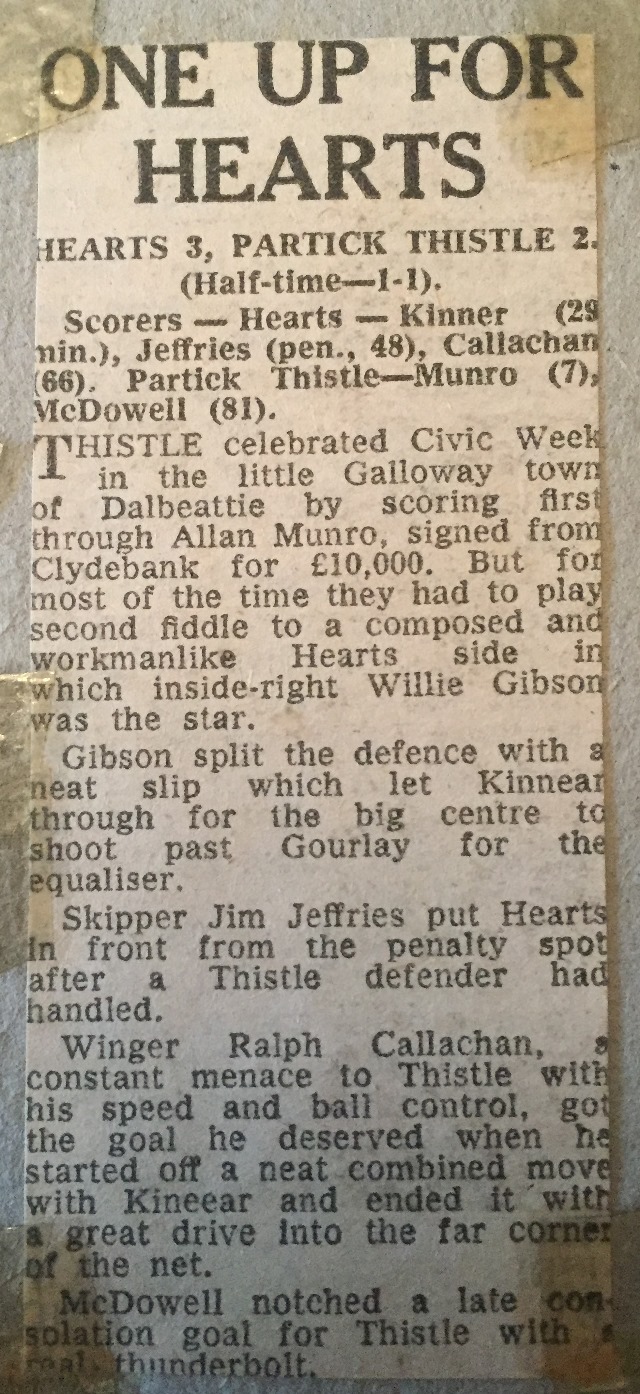 ONE UP FOR
HEARTS
HEARTS 3, PARTICK THISTLE 2.
(Half-time—1-1).
Scorers — Hearts — Kinner (29
min.), Jeffries (pen., 48), Callachan
(66). Partick Thistle—Munro (7),
McDowell (81).
THISTLE celebrated Civic Week
in the little Galloway town
of Dalbeattie by scoring first
through Allan Munro, signed from
Clydebank for £10,000. But for
most of the time they had to play
second fiddle to a composed and
workmanlike Hearts side in
which inside-right Willie Gibson
was the star.
Gibson split the defence with a
neat slip which let Kinnear
through for the big centre to
shoot past Gourlay for the
equaliser.
Skipper Jim Jeffries put Hearts
in front from the penalty spot
after a Thistle defender had
handled.
Winger Ralph Callachan, a
constant menace to Thistle with
his speed and ball control, got
the goal he deserved when he
started off a neat combined move
with Kineear and ended it with
a great drive into the far corner
of the net.
McDowell notched a late con-
solation goal for Thistle with a
real thunderbolt.